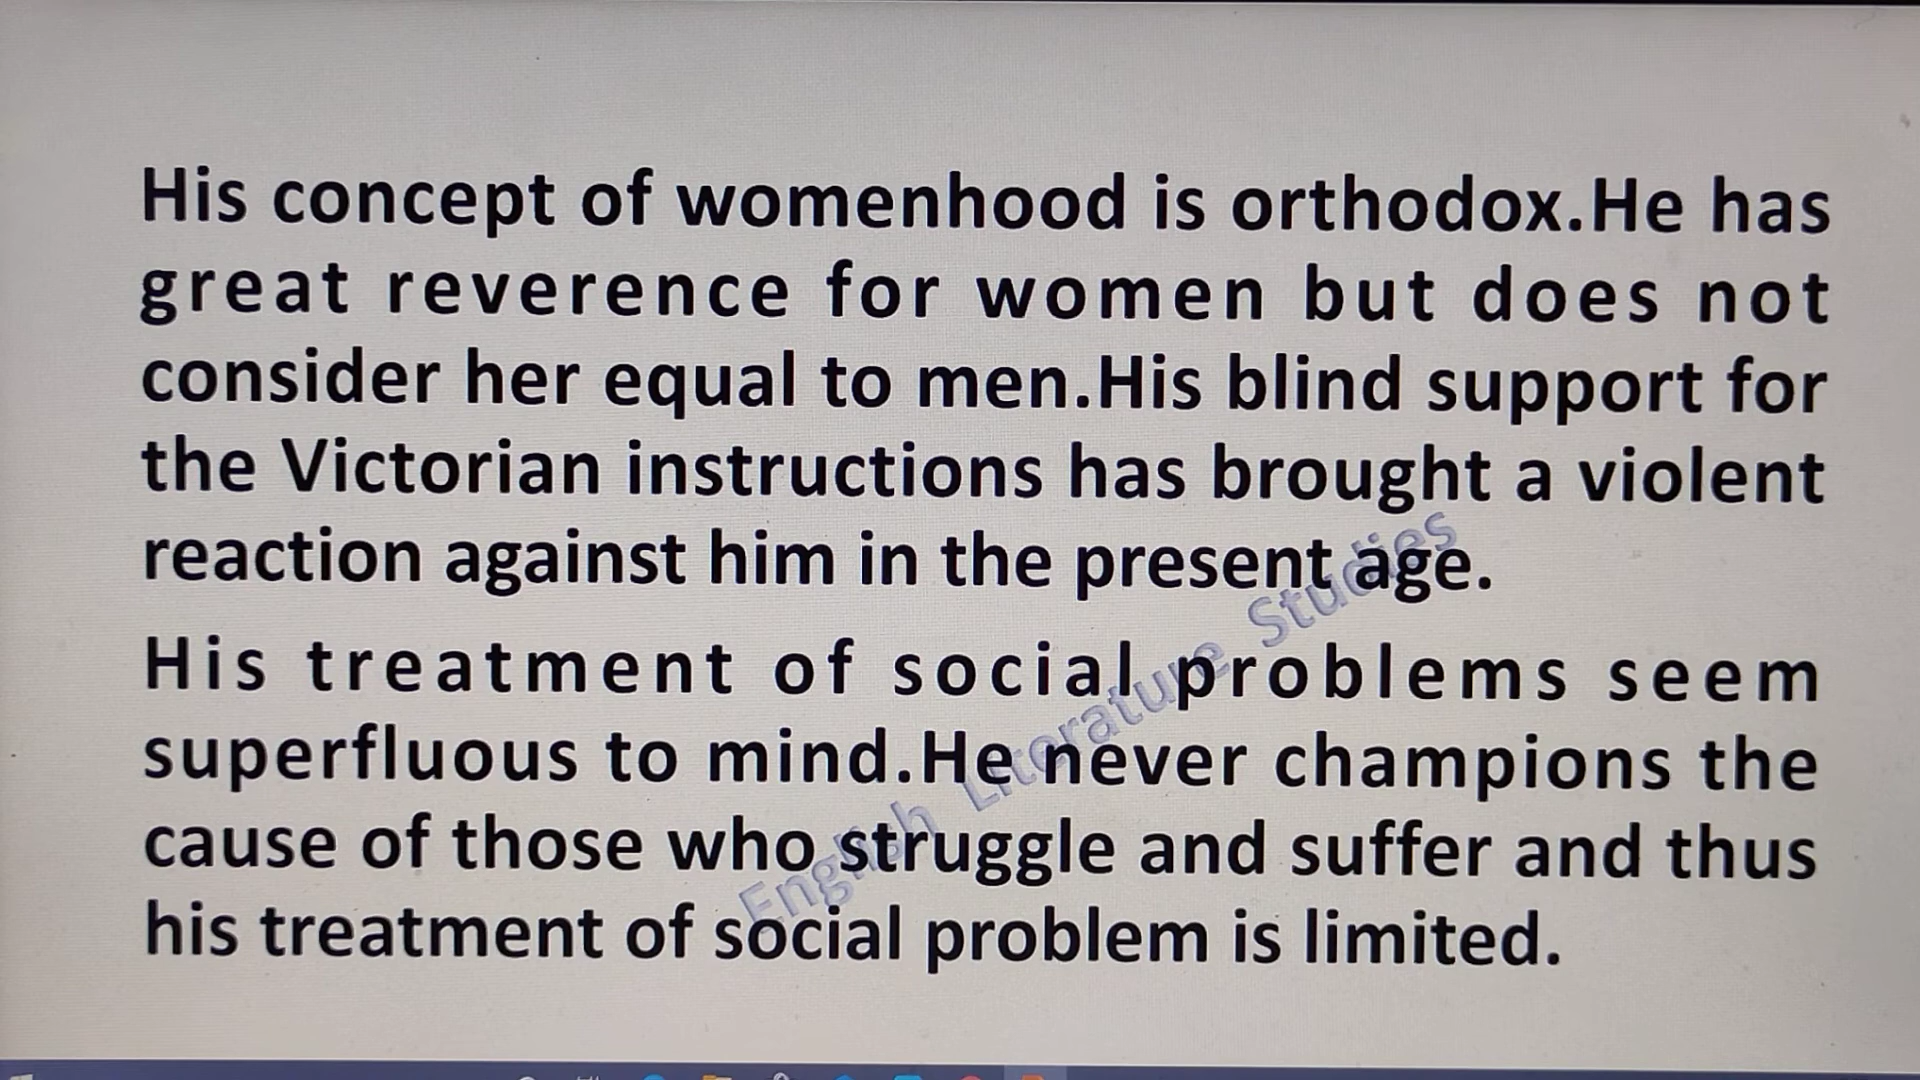 His concept of womenhood is orthodox.He has
great reverence for women but does not
consider her equal to men.His blind support for
the Victorian instructions has brought a violent
reaction against him in the present age.
His treatment of social problems seem
superfluous to mind.He never champions the
cause of those who struggle and suffer and thus
his treatment of social problem is limited.
English Literature Studies